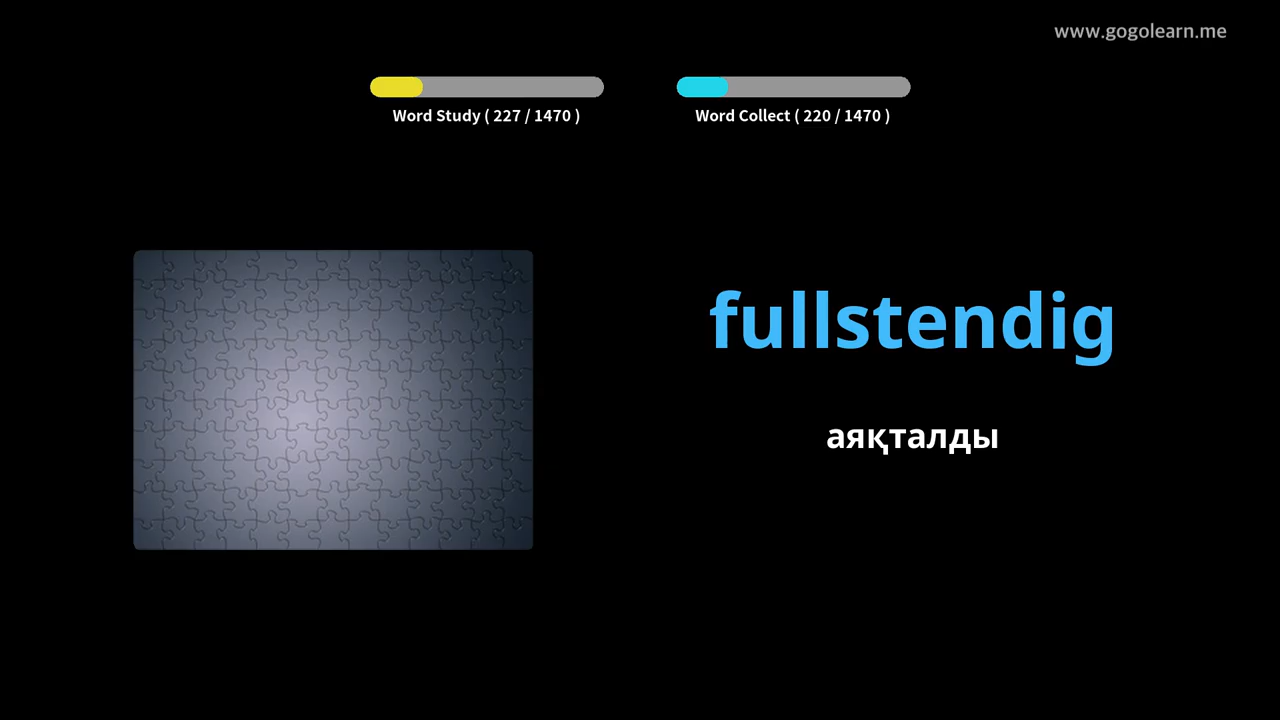 www.gogolearn.me
Word Study ( 227 / 1470 )
Word Collect ( 220 / 1470 )
fullstendig
аяқталды